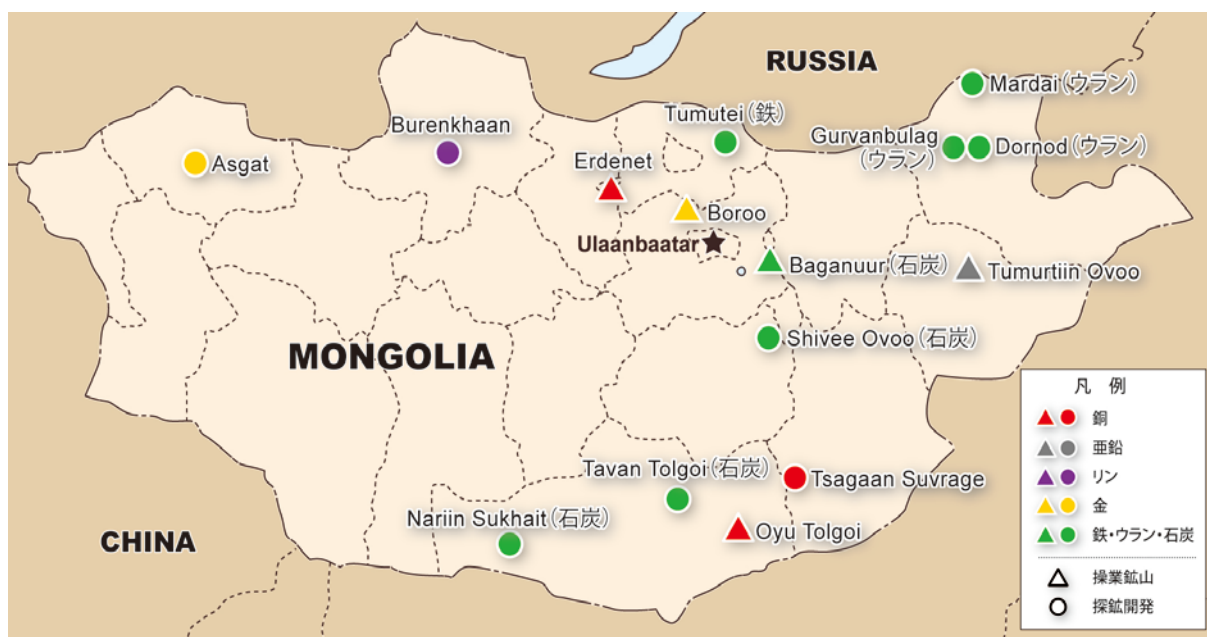 RUSSIA
Mardai(ウラン)
Tumutei(鉄)
Burenkhaan
Gurvanbulag
(ウラン)
Dornod(ウラン)
Asgat
Erdenet
Boroo
Ulaanbaatar
Baganuur(石炭)
Tumurtiin Ovoo
Shivee Ovoo(石炭)
MONGOLIA
Tavan Tolgoi(石炭)
Tsagaan Suvrage
Nariin Sukhait(石炭)
Oyu Tolgoi
CHINA
凡 例
銅
亜鉛
リン
金
鉄・ウラン・石炭
操業鉱山
探鉱開発